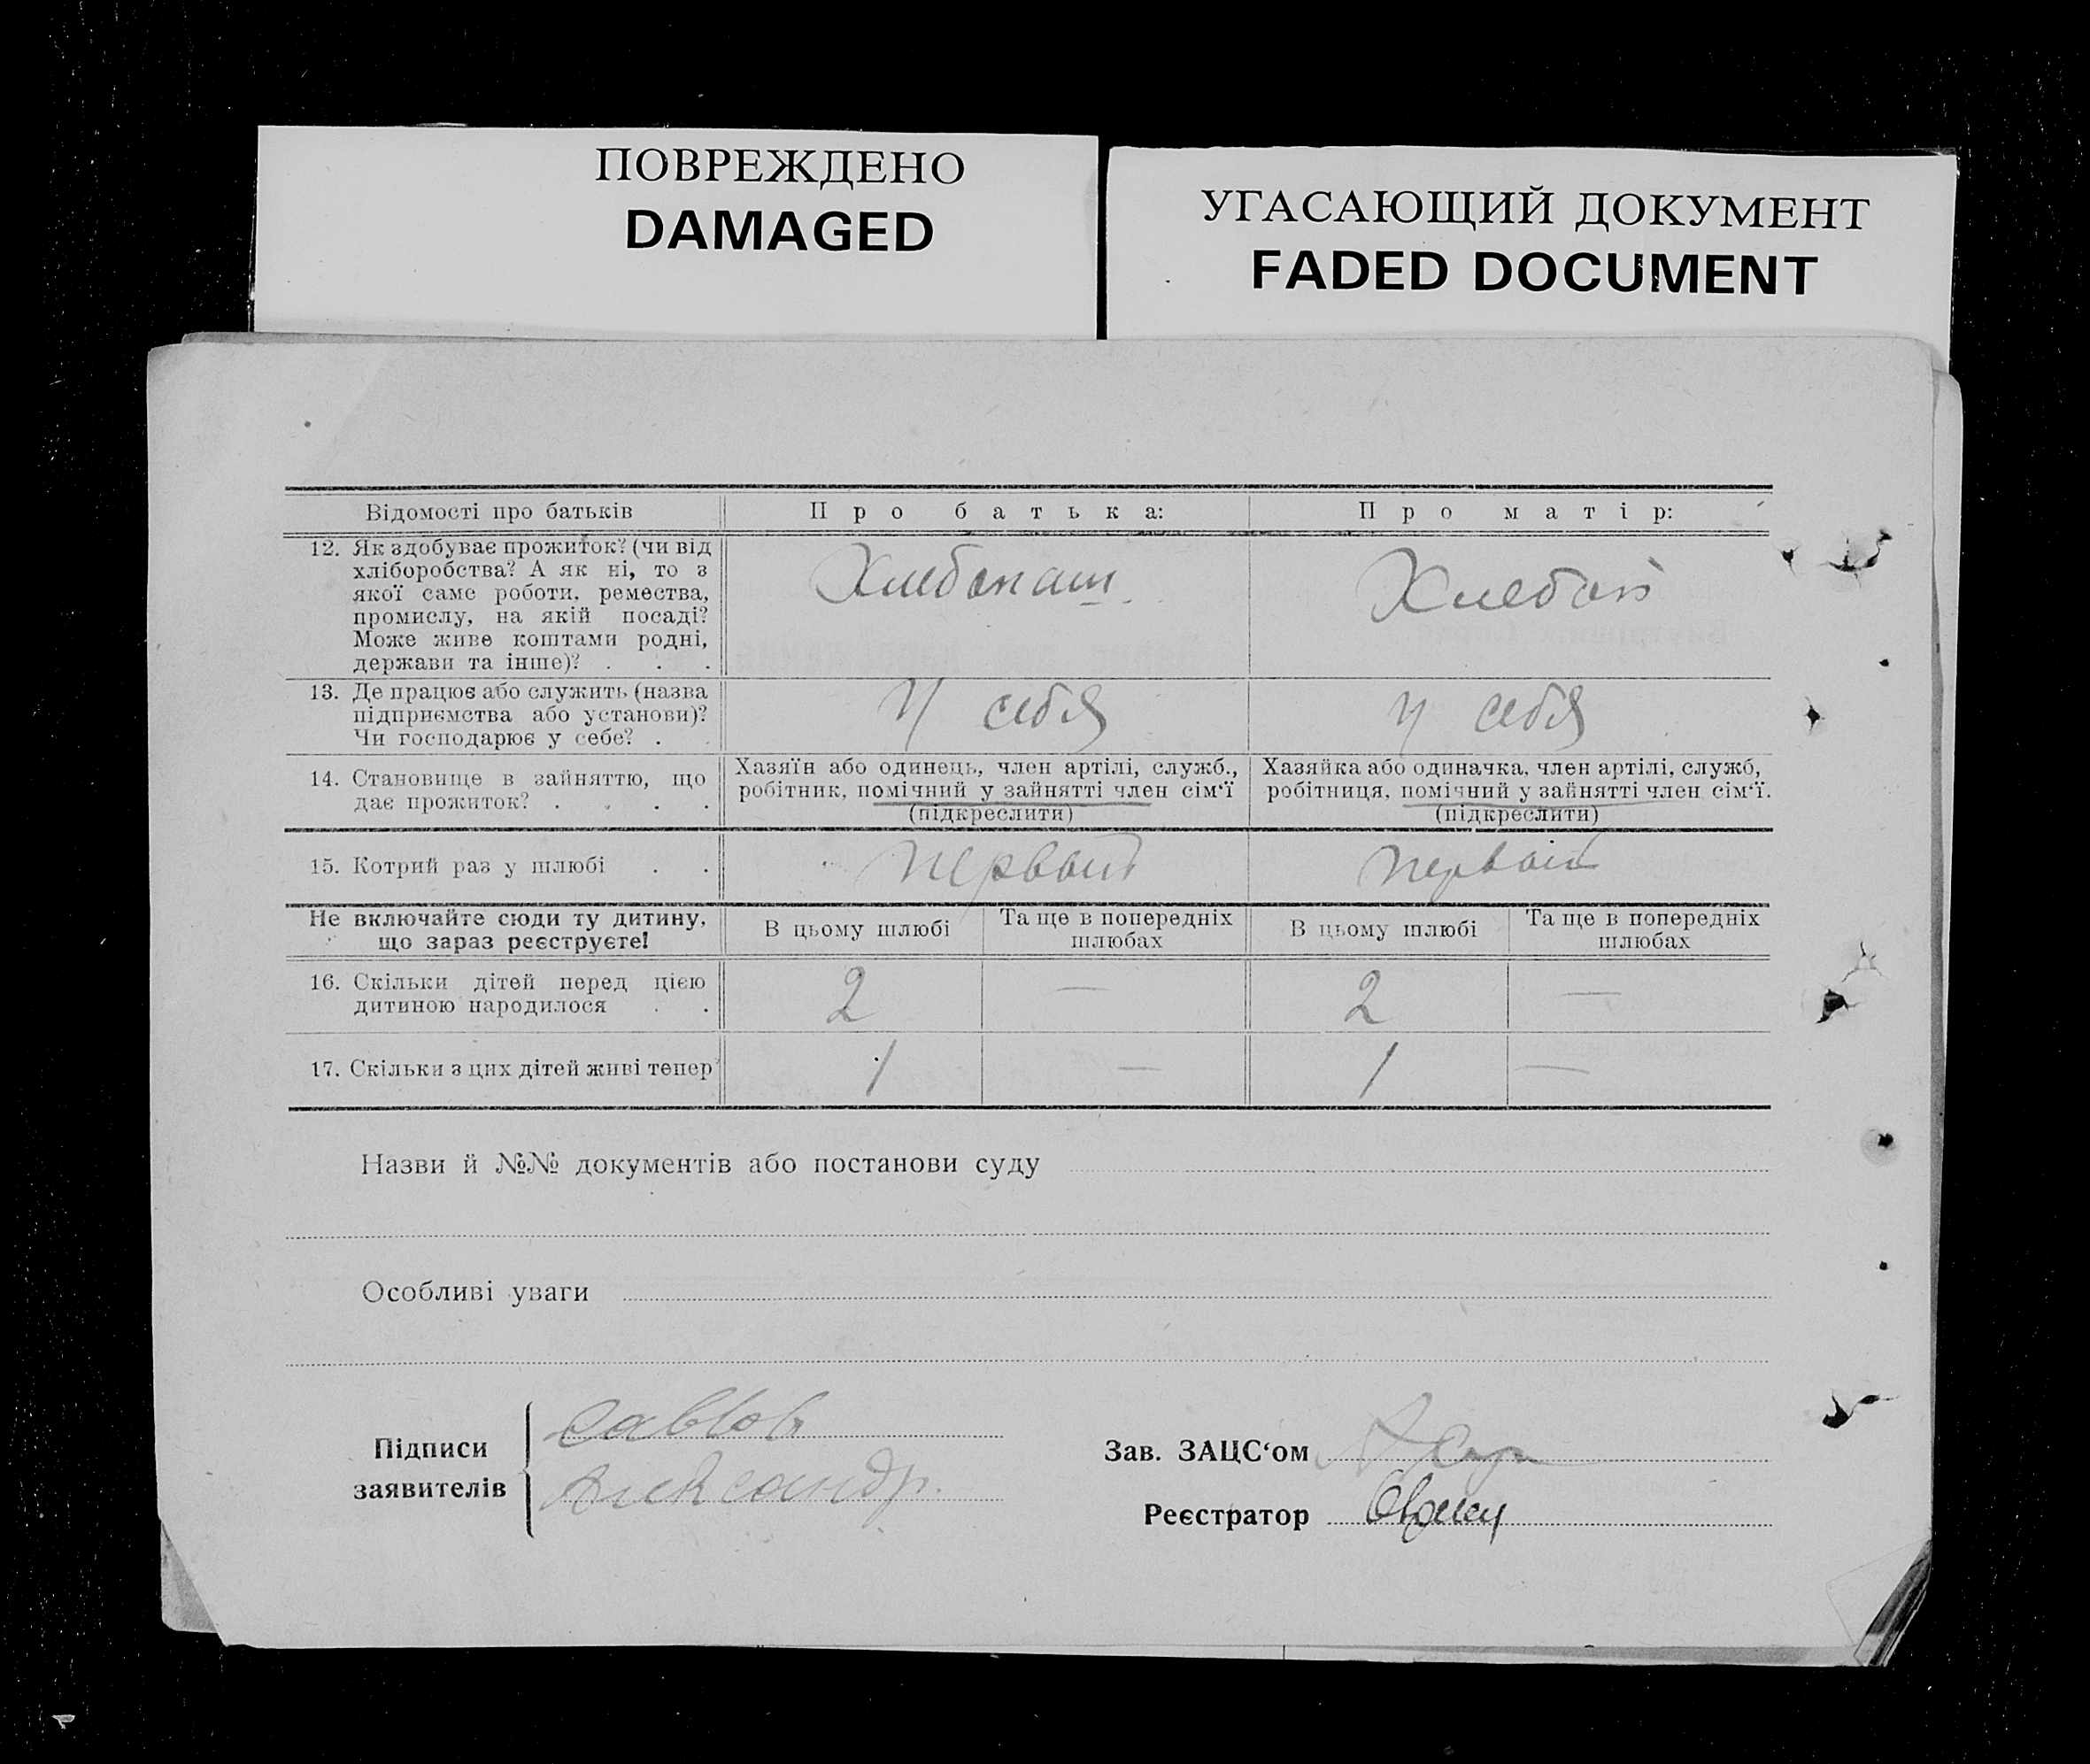 ПОВРЕЖДЕНО
DAMAGED
УГАСАЮЩИЙ ДОКУМЕНТ
FADED DOCUMENT
Відомості про батьків
Про батька:
Про матір:
12. Як здобуває прожиток? (чи від
хліборобства? А як ні, то з
якої саме роботи, ремества,
промислу, на якій посаді?
Може живе коштами родні,
держави та інше)? . . .
Хлебопаш.
Хлебоп
13. Де працює або служить (назва
підприємства або установи)?
Чи господарює у себе? .
У себя
У себя
14. Становище в зайняттю, що
дає прожиток? . . . .
Хазяїн або одинець, член артілі, служб.,
робітник, помічний у зайнятті член сім‘ї
(підкреслити)
Хазяйка або одиначка, член артілі, служб,
робітниця, помічний у зайнятті член сім‘ї.
(підкреслити)
15. Котрий раз у шлюбі . .
первый
первый
Не включайте сюди ту дитину,
що зараз реєструєте!
В цьому шлюбі
Та ще в попередніх
шлюбах
В цьому шлюбі
Та ще в попередніх
шлюбах
16. Скільки дітей перед цією
дитиною народилося . .
2
—
2
—
17. Скільки з цих дітей живі тепер?
1
—
1
—
Назви й №№ документів або постанови суду
Особливі уваги
Підписи
заявителів
Савков
Александр.
Зав. ЗАЦС‘ом
Реєстратор